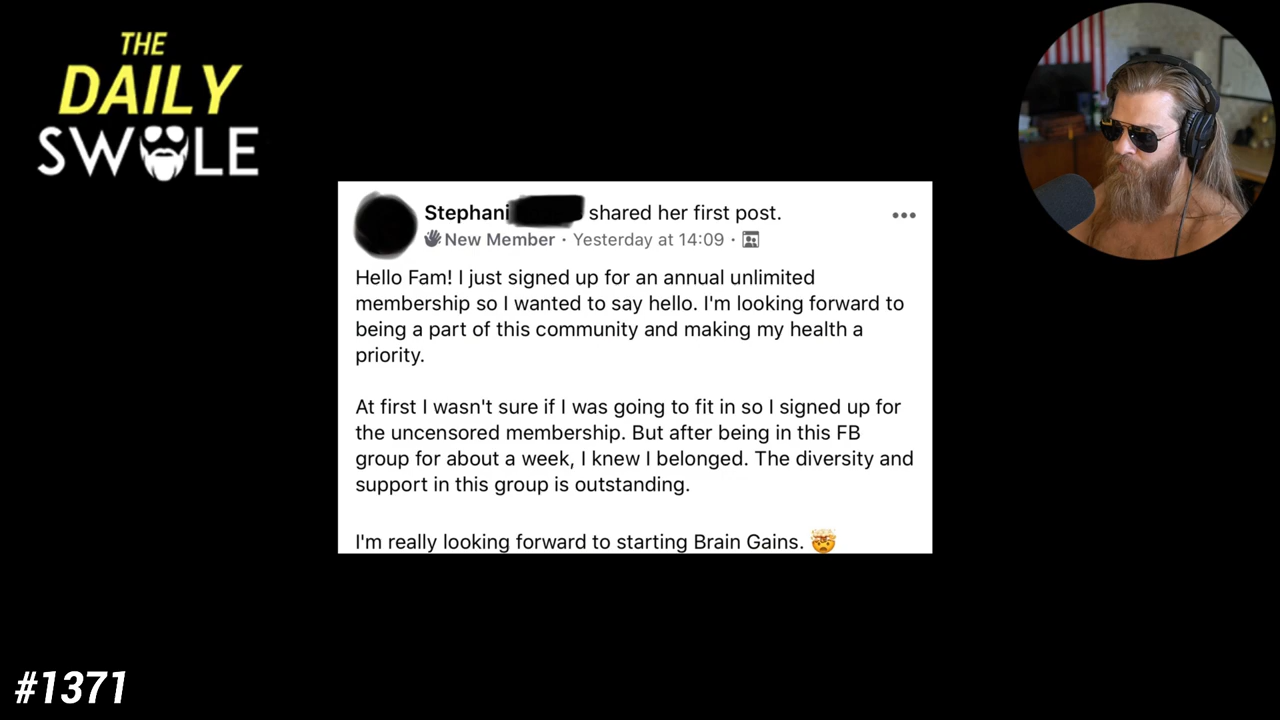 THE
DAILY
SWOLE
Stephani shared her first post.
New Member · Yesterday at 14:09 ·
Hello Fam! I just signed up for an annual unlimited
membership so I wanted to say hello. I'm looking forward to
being a part of this community and making my health a
priority.
At first I wasn't sure if I was going to fit in so I signed up for
the uncensored membership. But after being in this FB
group for about a week, I knew I belonged. The diversity and
support in this group is outstanding.
I'm really looking forward to starting Brain Gains. 🤯
#1371